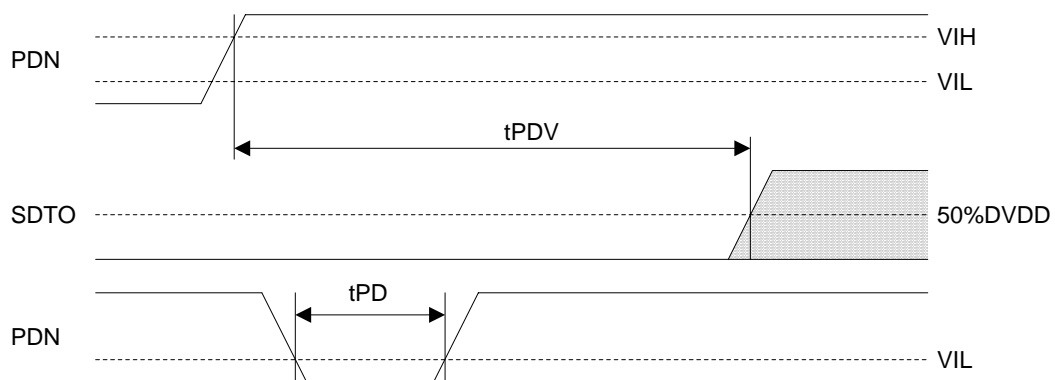 PDN
VIH
VIL
tPDV
SDTO
50%DVDD
tPD
PDN
VIL